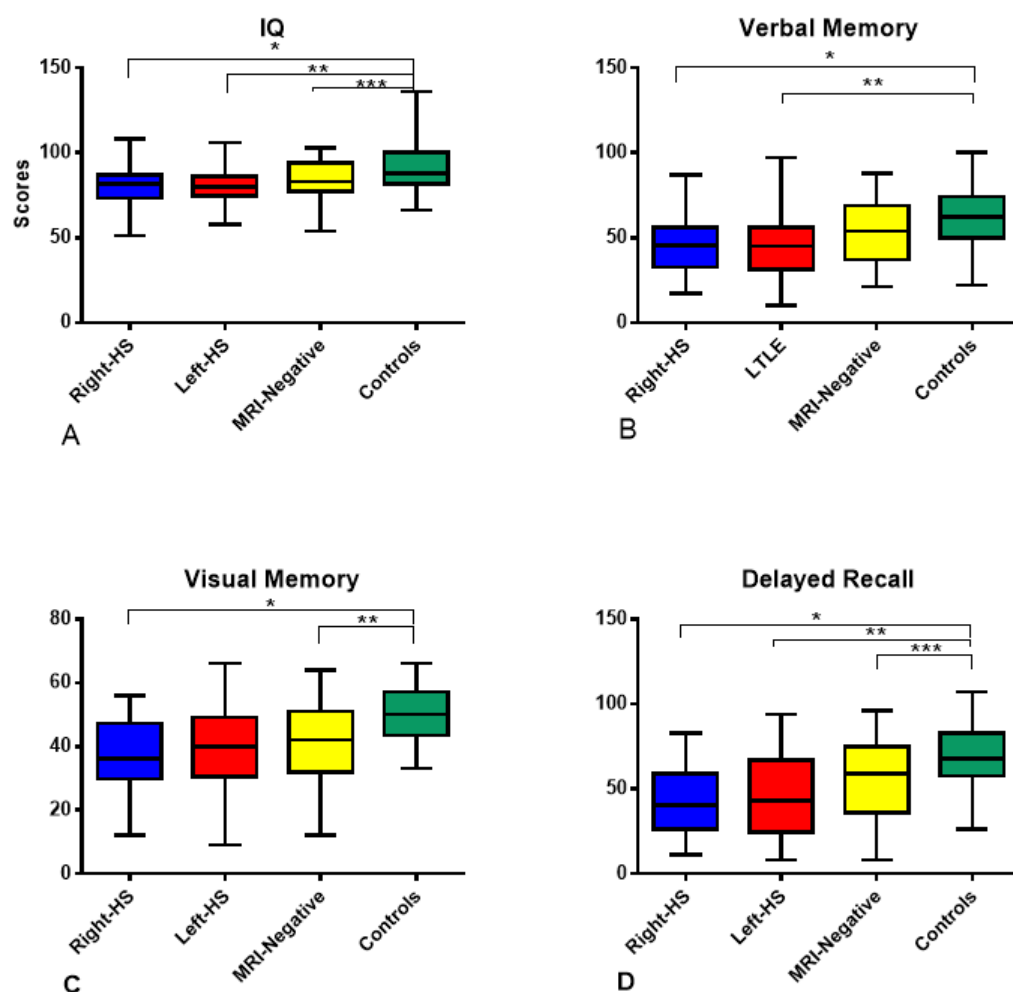 IQ
*
**
***
150
100
50
0
Scores
Right-HS
Left-HS
MRI-Negative
Controls
A
Verbal Memory
*
**
150
100
50
0
Right-HS
LTLE
MRI-Negative
Controls
B
Visual Memory
*
**
80
60
40
20
0
Right-HS
Left-HS
MRI-Negative
Controls
C
Delayed Recall
*
**
***
150
100
50
0
Right-HS
Left-HS
MRI-Negative
Controls
D